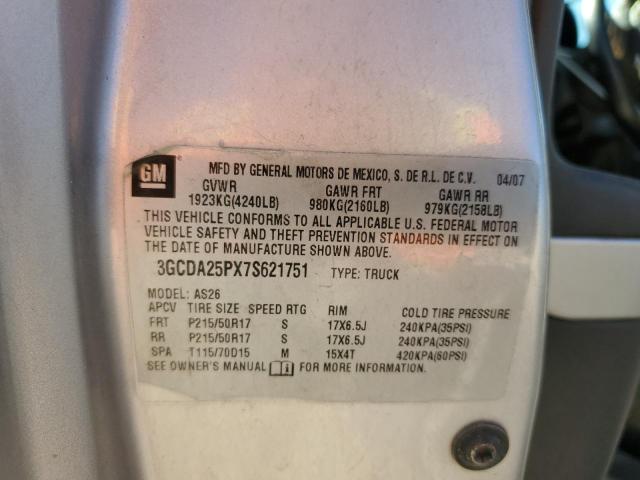 GM
MFD BY GENERAL MOTORS DE MEXICO, S. DE R.L. DE C.V. 04/07
GVWR GAWR FRT GAWR RR
1923KG(4240LB) 980KG(2160LB) 979KG(2158LB)
THIS VEHICLE CONFORMS TO ALL APPLICABLE U.S. FEDERAL MOTOR
VEHICLE SAFETY AND THEFT PREVENTION STANDARDS IN EFFECT ON
THE DATE OF MANUFACTURE SHOWN ABOVE.
3GCDA25PX7S621751 TYPE: TRUCK
MODEL: AS26
APCV TIRE SIZE SPEED RTG RIM COLD TIRE PRESSURE
FRT P215/50R17 S 17X6.5J 240KPA(35PSI)
RR P215/50R17 S 17X6.5J 240KPA(35PSI)
SPA T115/70D15 M 15X4T 420KPA(60PSI)
SEE OWNER'S MANUAL FOR MORE INFORMATION.